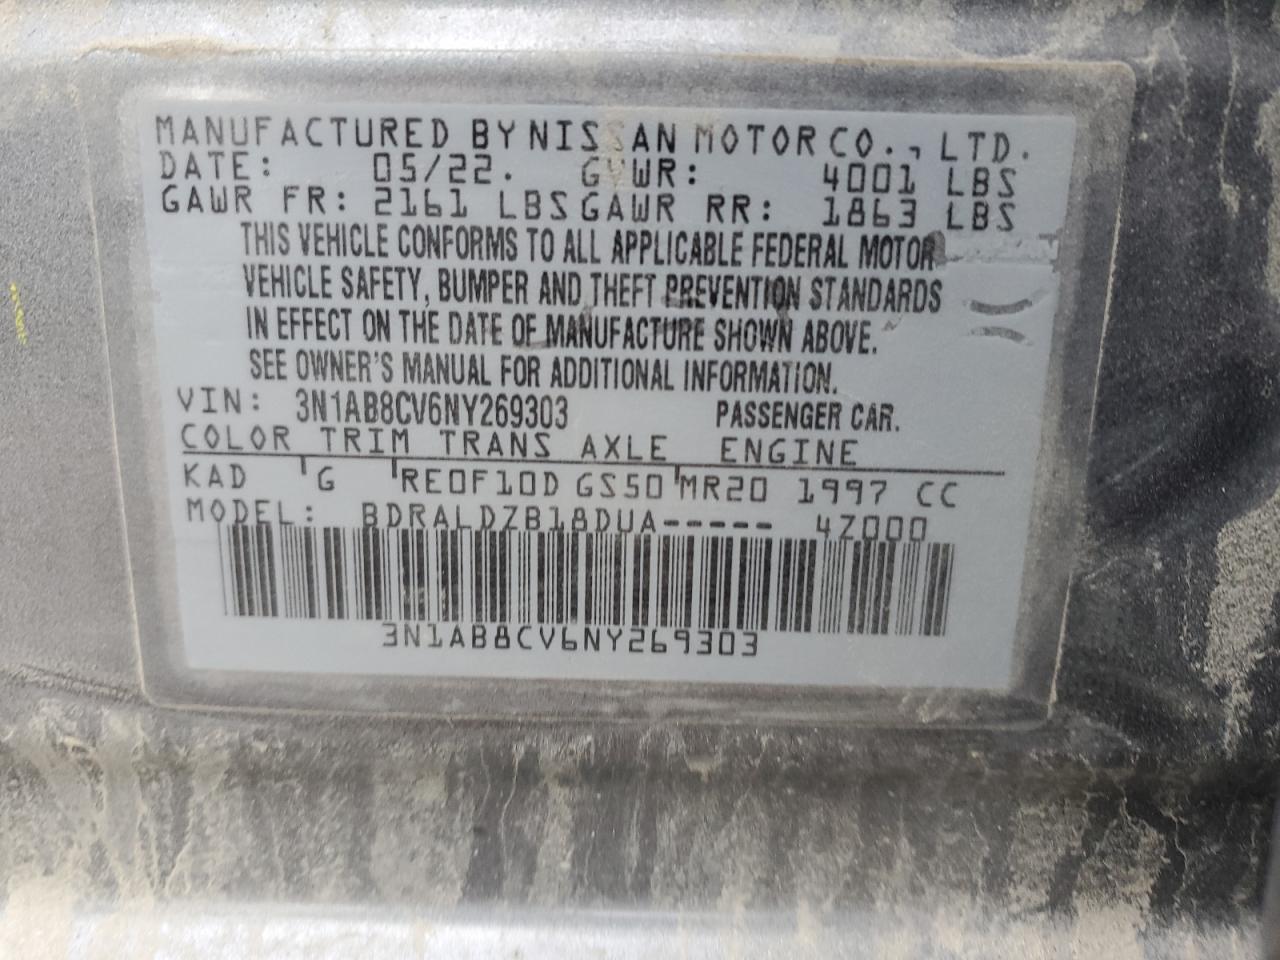 MANUFACTURED BY NISSAN MOTOR CO., LTD.
DATE: 05/22. GVWR: 4001 LBS
GAWR FR: 2161 LBS GAWR RR: 1863 LBS
THIS VEHICLE CONFORMS TO ALL APPLICABLE FEDERAL MOTOR
VEHICLE SAFETY, BUMPER AND THEFT PREVENTION STANDARDS
IN EFFECT ON THE DATE OF MANUFACTURE SHOWN ABOVE.
SEE OWNER'S MANUAL FOR ADDITIONAL INFORMATION.
VIN: 3N1AB8CV6NY269303 PASSENGER CAR.
COLOR TRIM TRANS AXLE ENGINE
KAD G RE0F10D GS50 MR20 1997 CC
MODEL: BDRALDZB18DUA----- 4Z000
3N1AB8CV6NY269303